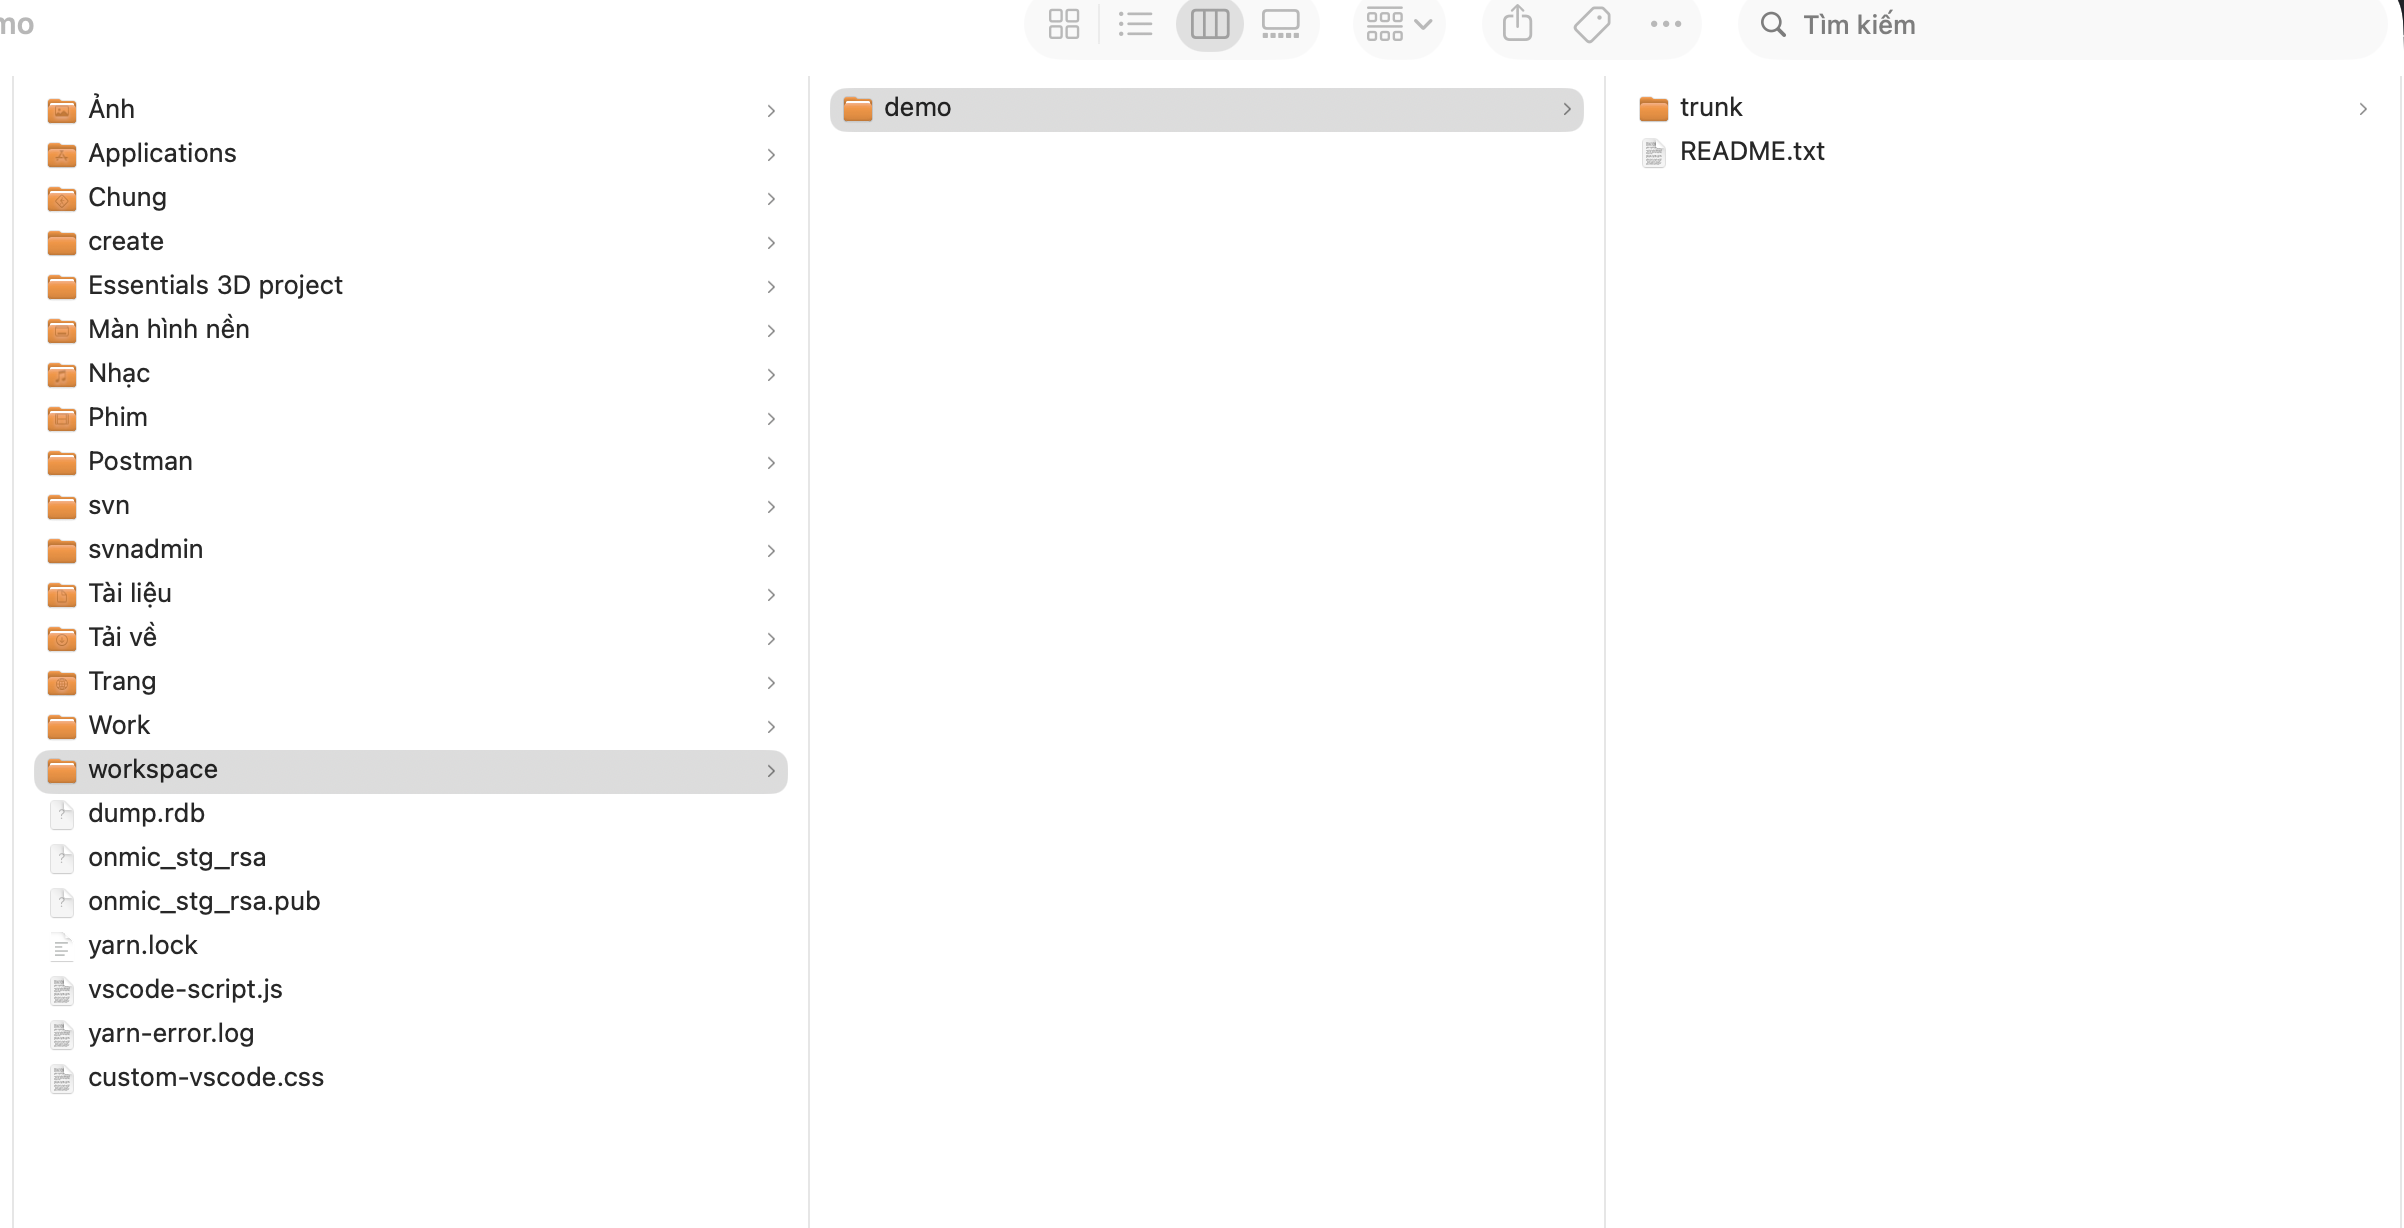 mo
Tìm kiếm
Ảnh
Applications
Chung
create
Essentials 3D project
Màn hình nền
Nhạc
Phim
Postman
svn
svnadmin
Tài liệu
Tải về
Trang
Work
workspace
dump.rdb
onmic_stg_rsa
onmic_stg_rsa.pub
yarn.lock
vscode-script.js
yarn-error.log
custom-vscode.css
demo
trunk
README.txt